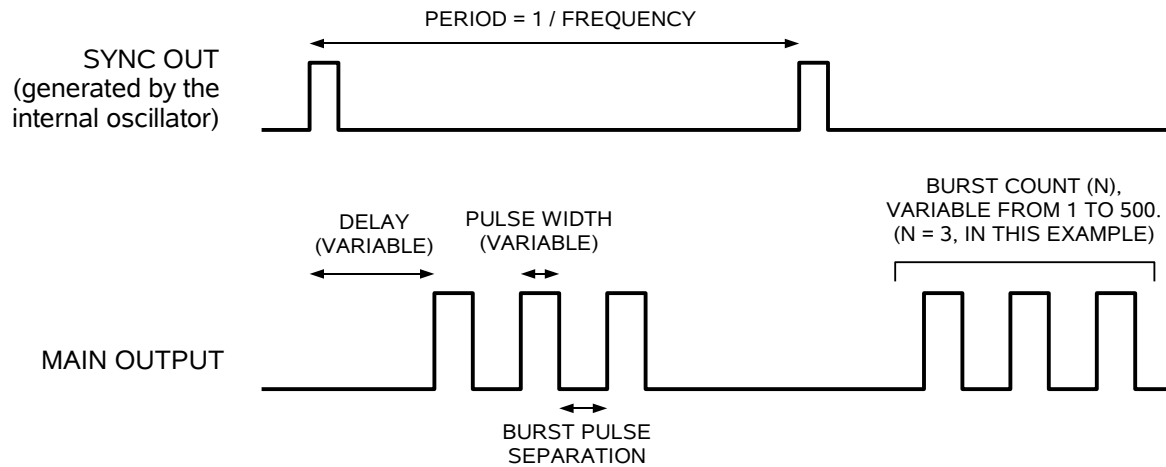 PERIOD = 1 / FREQUENCY
SYNC OUT
(generated by the
internal oscillator)
BURST COUNT (N),
VARIABLE FROM 1 TO 500.
(N = 3, IN THIS EXAMPLE)
DELAY
(VARIABLE)
PULSE WIDTH
(VARIABLE)
MAIN OUTPUT
BURST PULSE
SEPARATION